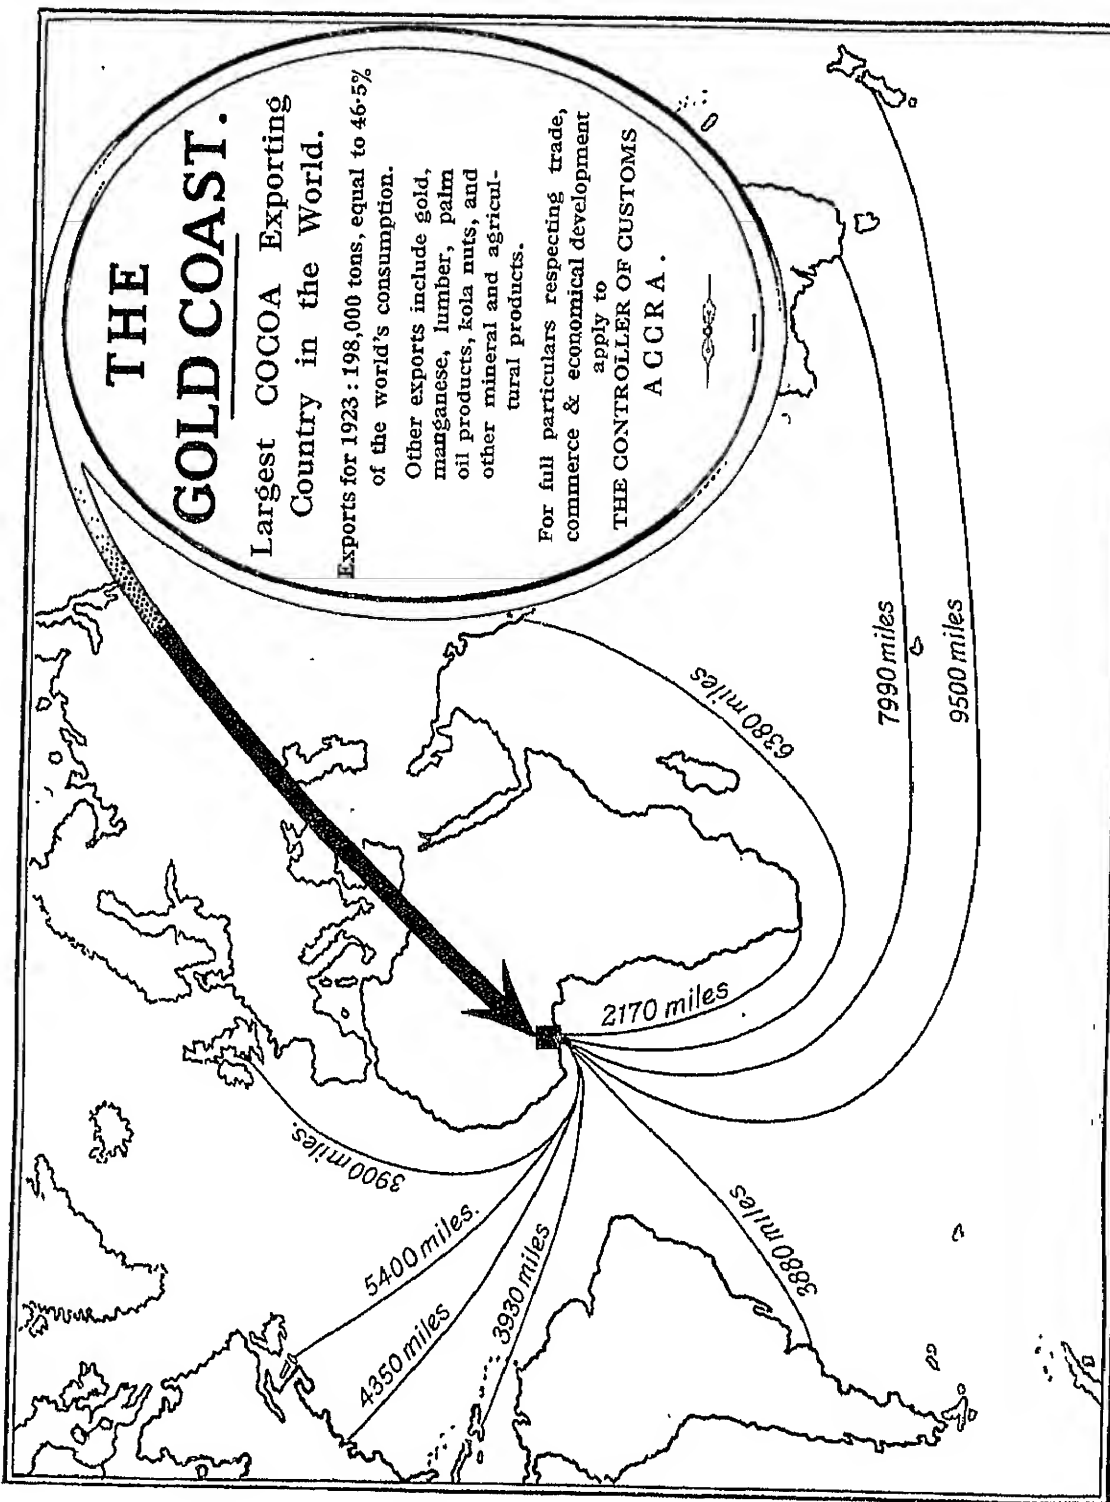 THE
GOLD COAST.
Largest COCOA Exporting
Country in the World.
Exports for 1923 : 198,000 tons, equal to 46·5%
of the world's consumption.
Other exports include gold,
manganese, lumber, palm
oil products, kola nuts, and
other mineral and agricul-
tural products.
For full particulars respecting trade,
commerce & economical development
apply to
THE CONTROLLER OF CUSTOMS
ACCRA.
3900 miles.
5400 miles.
4350 miles
3930 miles
3880 miles
2170 miles
6380 miles
7990 miles
9500 miles